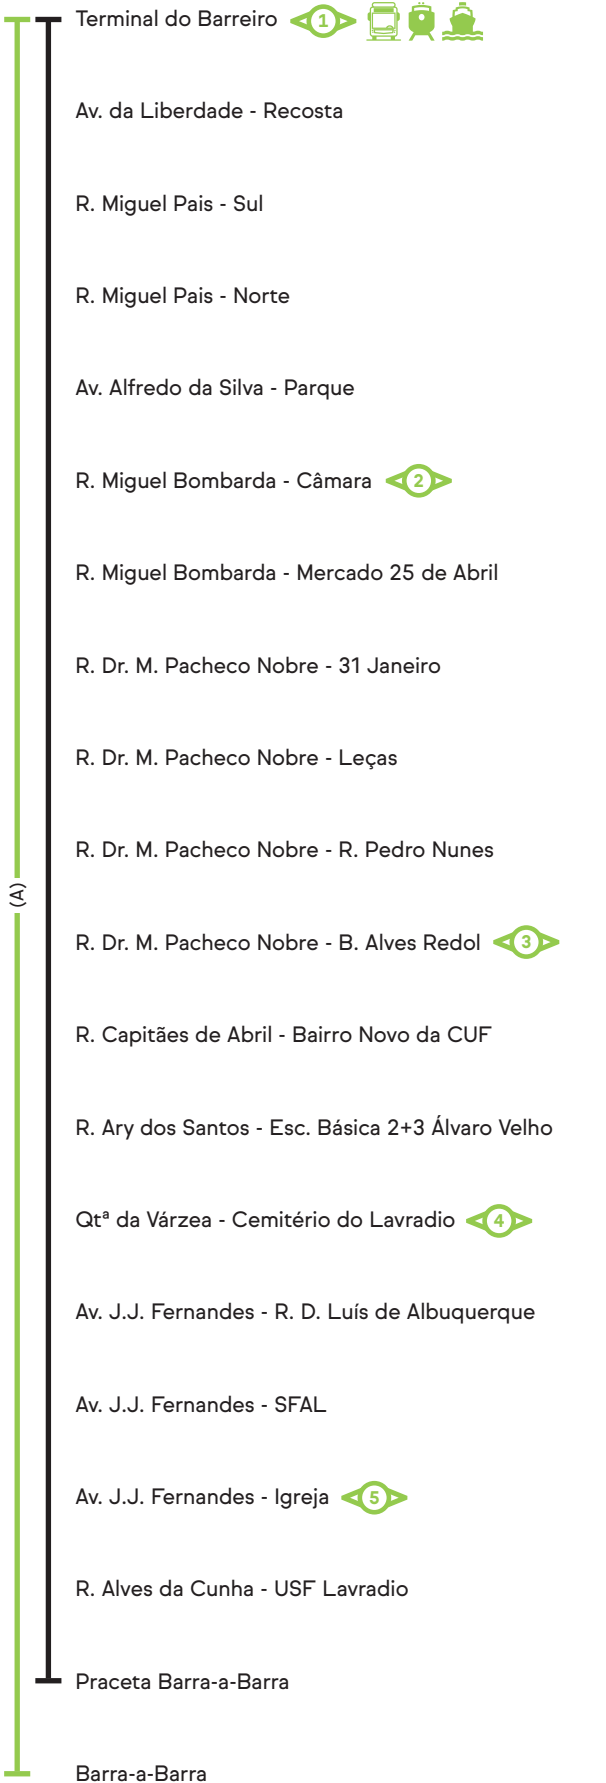 Terminal do Barreiro 1
Av. da Liberdade - Recosta
R. Miguel Pais - Sul
R. Miguel Pais - Norte
Av. Alfredo da Silva - Parque
R. Miguel Bombarda - Câmara 2
R. Miguel Bombarda - Mercado 25 de Abril
R. Dr. M. Pacheco Nobre - 31 Janeiro
R. Dr. M. Pacheco Nobre - Leças
R. Dr. M. Pacheco Nobre - R. Pedro Nunes
(A)
R. Dr. M. Pacheco Nobre - B. Alves Redol 3
R. Capitães de Abril - Bairro Novo da CUF
R. Ary dos Santos - Esc. Básica 2+3 Álvaro Velho
Qtª da Várzea - Cemitério do Lavradio 4
Av. J.J. Fernandes - R. D. Luís de Albuquerque
Av. J.J. Fernandes - SFAL
Av. J.J. Fernandes - Igreja 5
R. Alves da Cunha - USF Lavradio
Praceta Barra-a-Barra
Barra-a-Barra